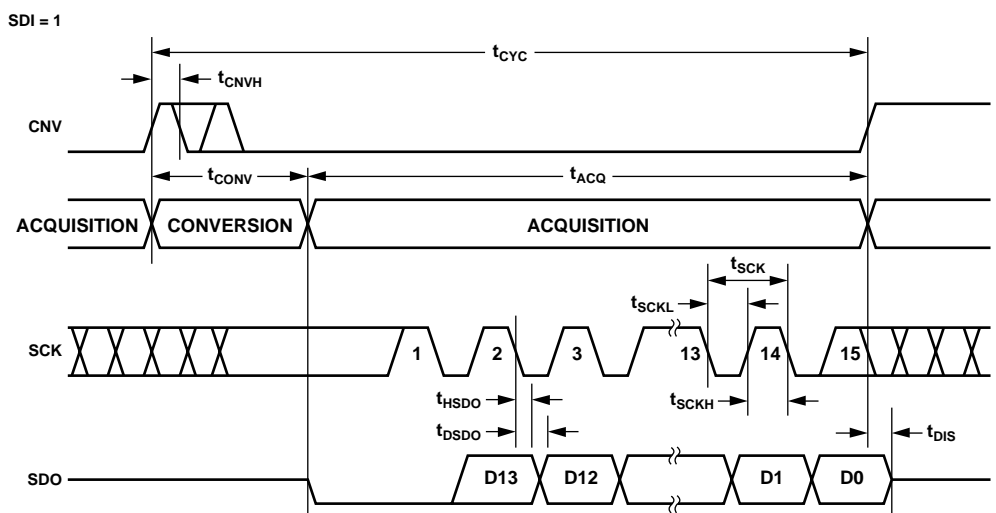 SDI = 1
tCYC
tCNVH
CNV
tCONV
tACQ
ACQUISITION CONVERSION ACQUISITION
tSCK
tSCKL
SCK 1 2 3 13 14 15
tHSDO tSCKH
tDSDO tDIS
SDO D13 D12 D1 D0